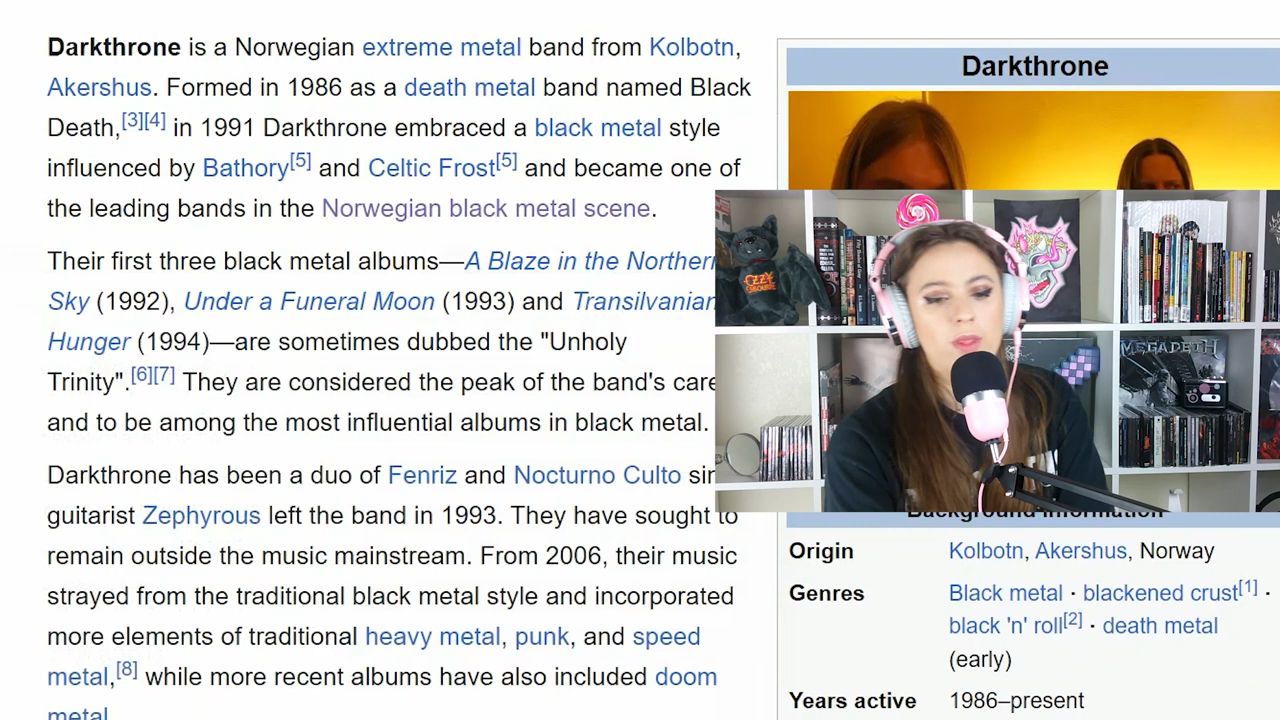 Darkthrone is a Norwegian extreme metal band from Kolbotn,
Akershus. Formed in 1986 as a death metal band named Black
Death,[3][4] in 1991 Darkthrone embraced a black metal style
influenced by Bathory[5] and Celtic Frost[5] and became one of
the leading bands in the Norwegian black metal scene.
Their first three black metal albums—A Blaze in the Northern
Sky (1992), Under a Funeral Moon (1993) and Transilvanian
Hunger (1994)—are sometimes dubbed the "Unholy
Trinity".[6][7] They are considered the peak of the band's care
and to be among the most influential albums in black metal.
Darkthrone has been a duo of Fenriz and Nocturno Culto sin
guitarist Zephyrous left the band in 1993. They have sought to
remain outside the music mainstream. From 2006, their music
strayed from the traditional black metal style and incorporated
more elements of traditional heavy metal, punk, and speed
metal,[8] while more recent albums have also included doom
metal
Darkthrone
OZZY
OSBOURNE
MEGADETH
Background information
Origin Kolbotn, Akershus, Norway
Genres Black metal · blackened crust[1] ·
black 'n' roll[2] · death metal
(early)
Years active 1986–present